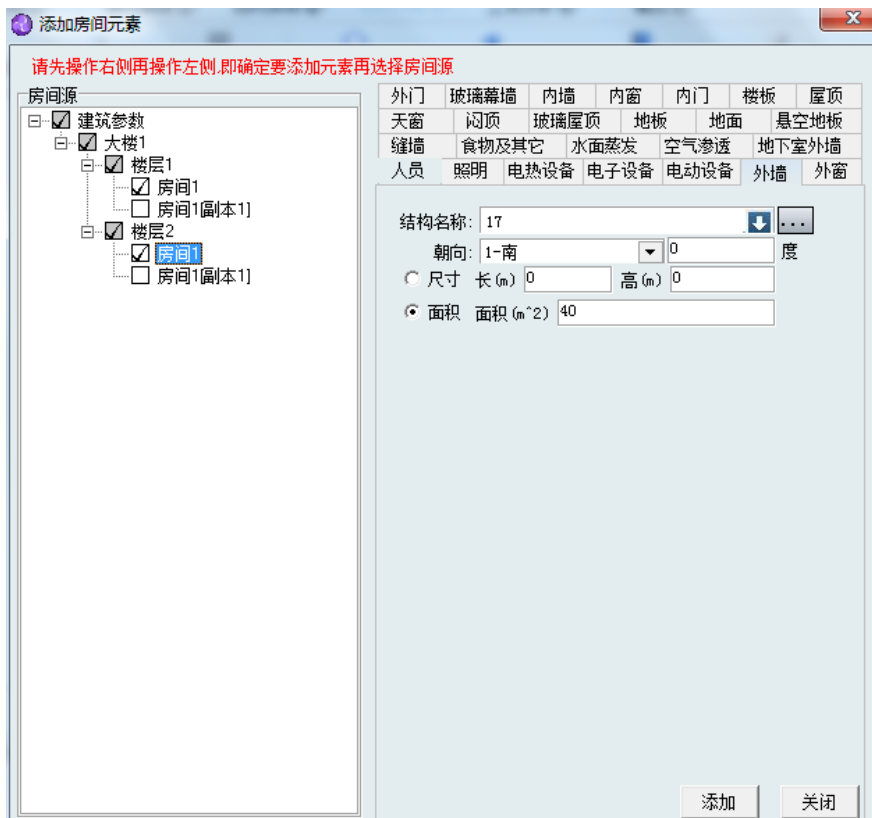 添加房间元素
请先操作右侧再操作左侧,即确定要添加元素再选择房间源
房间源
建筑参数
大楼1
楼层1
房间1
房间1[副本1]
楼层2
房间1
房间1[副本1]
外门 玻璃幕墙 内墙 内窗 内门 楼板 屋顶
天窗 闷顶 玻璃屋顶 地板 地面 悬空地板
缝墙 食物及其它 水面蒸发 空气渗透 地下室外墙
人员 照明 电热设备 电子设备 电动设备 外墙 外窗
结构名称: 17 ...
朝向: 1-南 0 度
尺寸 长(m) 0 高(m) 0
面积 面积(m^2) 40
添加 关闭